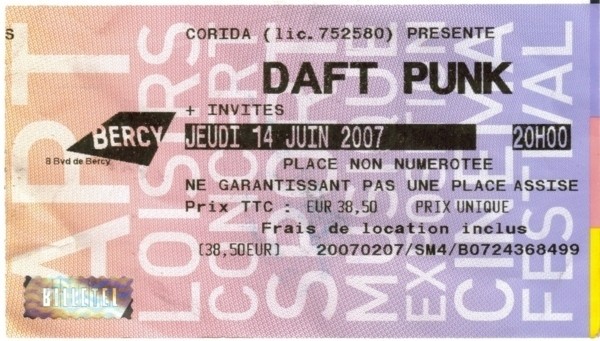 S
CORIDA (lic. 752580) PRESENTE
DAFT PUNK
+ INVITES
BERCY
8 Bvd de Bercy
JEUDI 14 JUIN 2007 20H00
PLACE NON NUMEROTEE
NE GARANTISSANT PAS UNE PLACE ASSISE
Prix TTC : EUR 38,50 PRIX UNIQUE
Frais de location inclus
[38,50EUR] 20070207/SM4/B0724368499
BILLETEL
ART
LOISIRS
CONCERT
SPORT
MUSIQUE
EXPOSITION
CINEMA
FESTIVAL